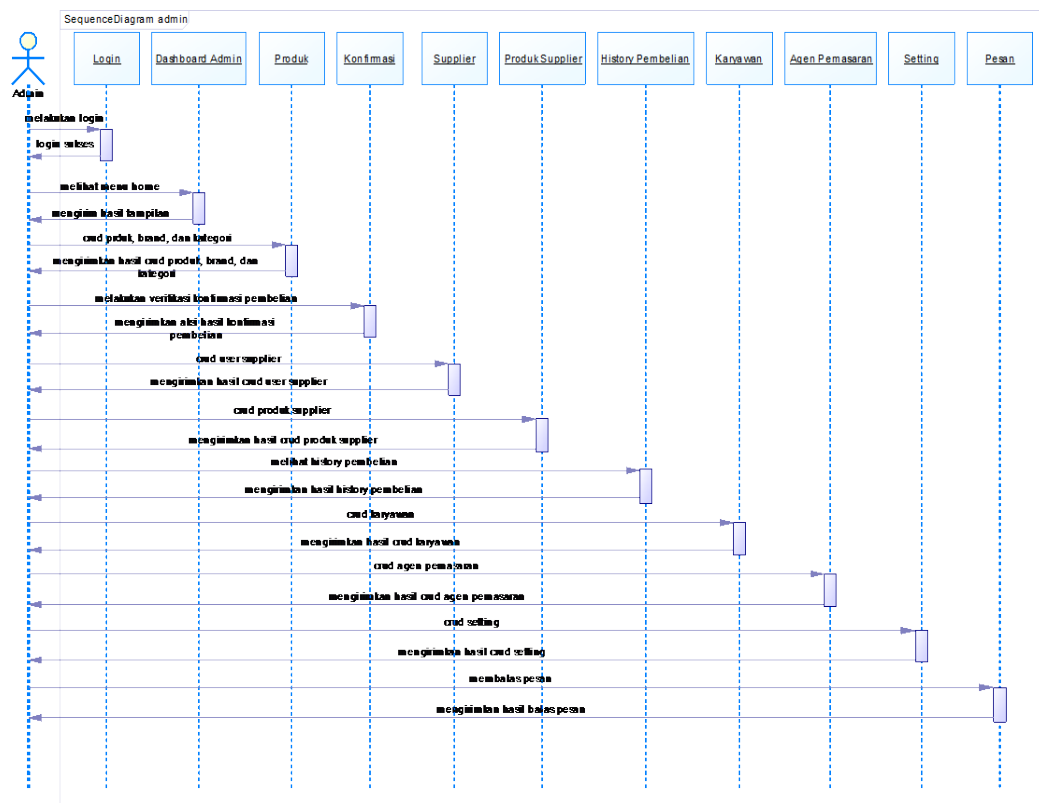 SequenceDiagram admin
Login
Dashboard Admin
Produk
Konfirmasi
Supplier
Produk Supplier
History Pembelian
Karyawan
Agen Pemasaran
Setting
Pesan
Admin
melakukan login
login sukses
melihat menu home
mengirim hasil tampilan
crud prduk, brand, dan kategori
mengirimkan hasil crud produk, brand, dan
kategori
melakukan verifikasi konfirmasi pembelian
mengirimkan aksi hasil konfirmasi
pembelian
crud user supplier
mengirimkan hasil crud user supplier
crud produk supplier
mengirimkan hasil crud produk supplier
melihat history pembelian
mengirimkan hasil history pembelian
crud karyawan
mengirimkan hasil crud karyawan
crud agen pemasaran
mengirimkan hasil crud agen pemasaran
crud setting
mengirimkan hasil crud setting
membalas pesan
mengirimkan hasil balas pesan